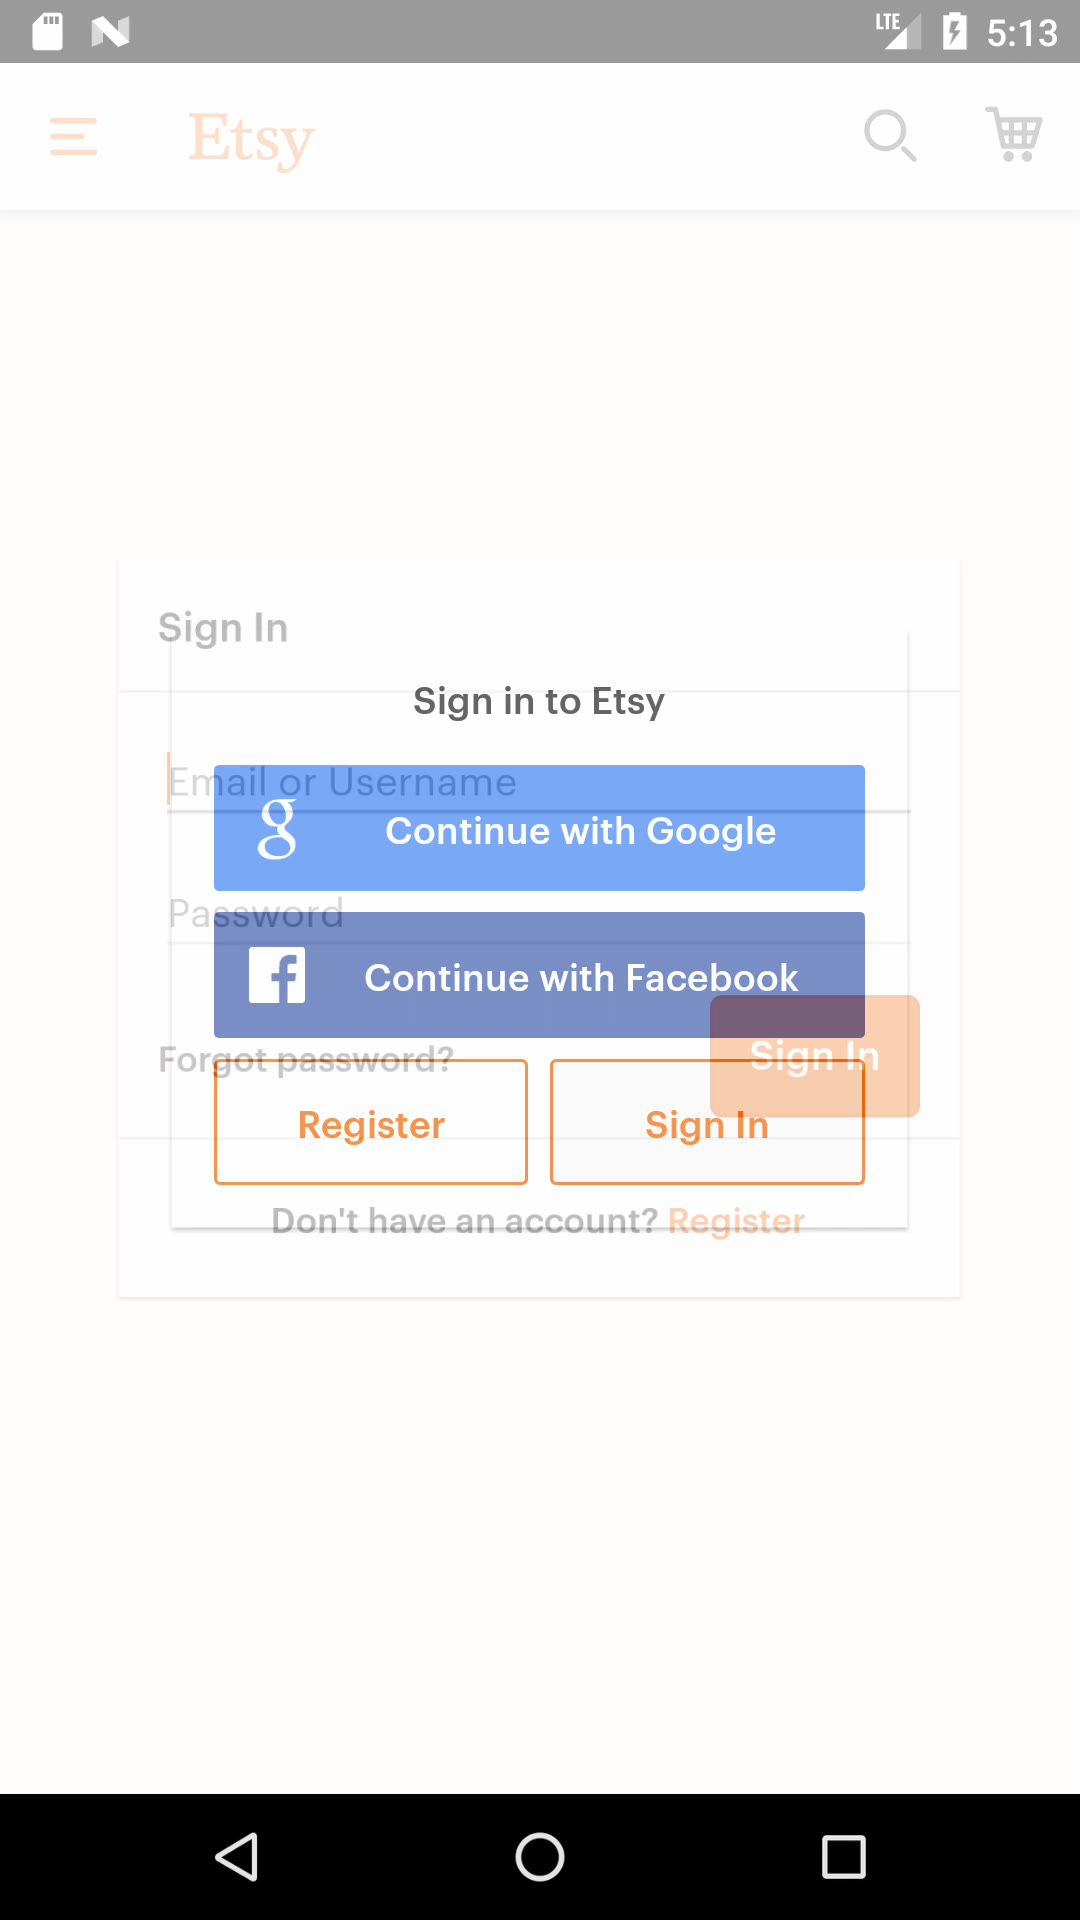 LTE 5:13
Etsy
Sign In
Sign in to Etsy
Email or Username
Continue with Google
Password
Continue with Facebook
Forgot password? Sign In
Register Sign In
Don't have an account? Register